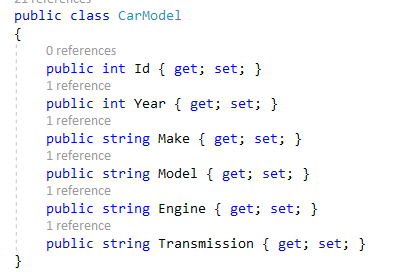 21 references
public class CarModel
{
0 references
public int Id { get; set; }
1 reference
public int Year { get; set; }
1 reference
public string Make { get; set; }
1 reference
public string Model { get; set; }
1 reference
public string Engine { get; set; }
1 reference
public string Transmission { get; set; }
}